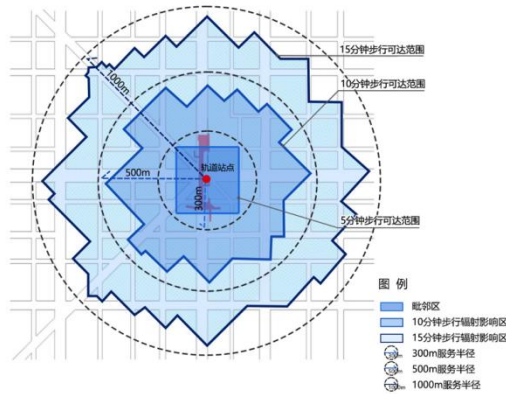 15分钟步行可达范围
10分钟步行可达范围
1000m
轨道站点
500m
300m
5分钟步行可达范围
图 例
毗邻区
10分钟步行辐射影响区
15分钟步行辐射影响区
300m服务半径
500m服务半径
1000m服务半径